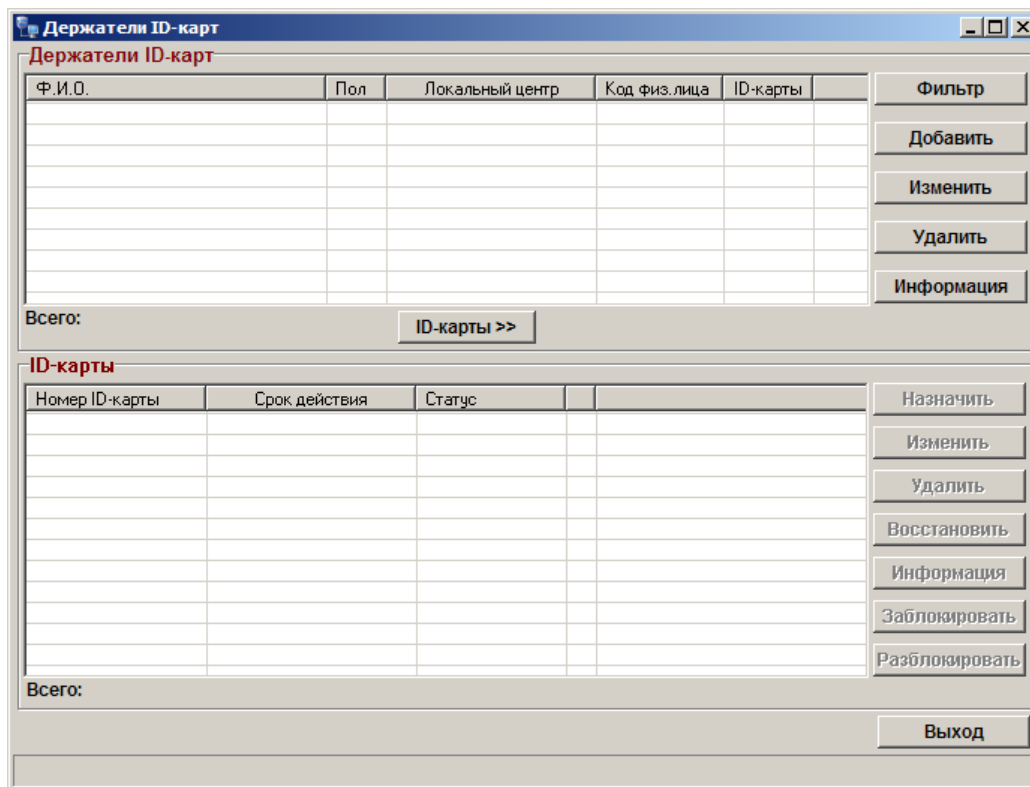 Держатели ID-карт
Держатели ID-карт
Ф.И.О. Пол Локальный центр Код физ.лица ID-карты
Фильтр
Добавить
Изменить
Удалить
Информация
Всего:
ID-карты >>
ID-карты
Номер ID-карты Срок действия Статус
Назначить
Изменить
Удалить
Восстановить
Информация
Заблокировать
Разблокировать
Всего:
Выход